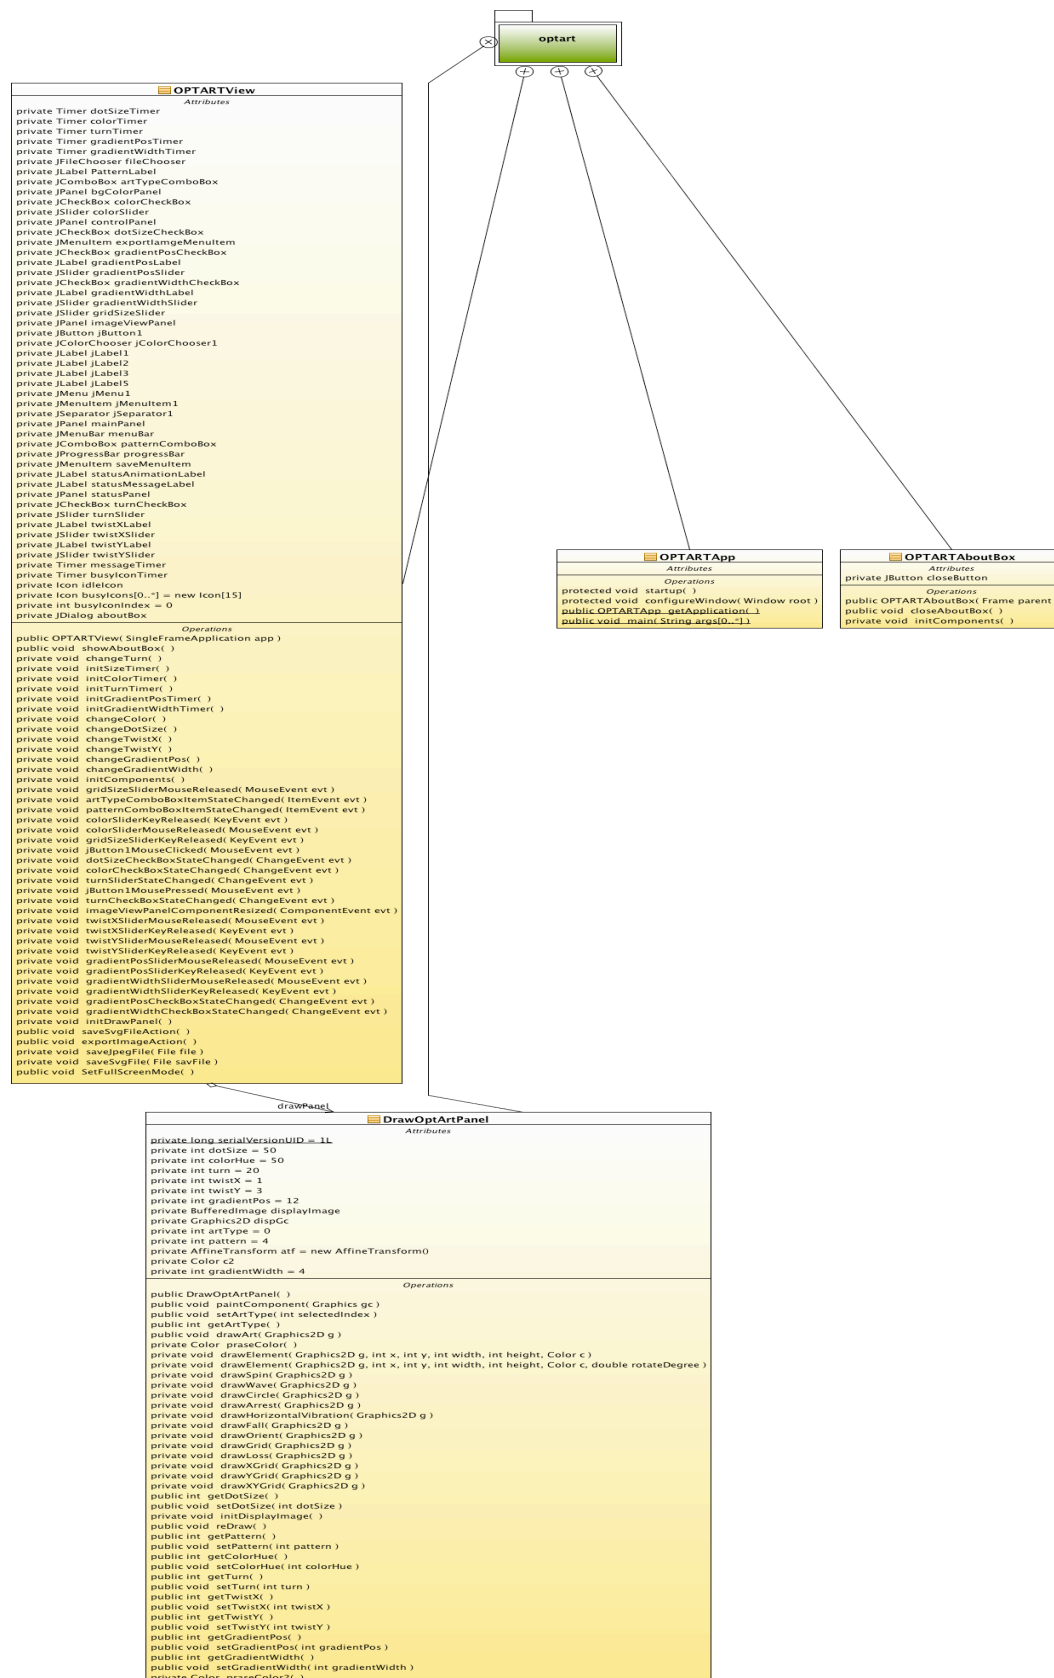 optart
OPTARTView
Attributes
private Timer dotSizeTimer
private Timer colorTimer
private Timer turnTimer
private Timer gradientPosTimer
private Timer gradientWidthTimer
private JFileChooser fileChooser
private JLabel PatternLabel
private JComboBox artTypeComboBox
private JPanel bgColorPanel
private JCheckBox colorCheckBox
private JSlider colorSlider
private JPanel controlPanel
private JCheckBox dotSizeCheckBox
private JMenuItem exportIamgeMenuItem
private JCheckBox gradientPosCheckBox
private JLabel gradientPosLabel
private JSlider gradientPosSlider
private JCheckBox gradientWidthCheckBox
private JLabel gradientWidthLabel
private JSlider gradientWidthSlider
private JSlider gridSizeSlider
private JPanel imageViewPanel
private JButton jButton1
private JColorChooser jColorChooser1
private JLabel jLabel1
private JLabel jLabel2
private JLabel jLabel3
private JLabel jLabel5
private JMenu jMenu1
private JMenuItem jMenuItem1
private JSeparator jSeparator1
private JPanel mainPanel
private JMenuBar menuBar
private JComboBox patternComboBox
private JProgressBar progressBar
private JMenuItem saveMenuItem
private JLabel statusAnimationLabel
private JLabel statusMessageLabel
private JPanel statusPanel
private JCheckBox turnCheckBox
private JSlider turnSlider
private JLabel twistXLabel
private JSlider twistXSlider
private JLabel twistYLabel
private JSlider twistYSlider
private Timer messageTimer
private Timer busyIconTimer
private Icon idleIcon
private Icon busyIcons[0..*] = new Icon[15]
private int busyIconIndex = 0
private JDialog aboutBox
Operations
public OPTARTView( SingleFrameApplication app )
public void showAboutBox( )
private void changeTurn( )
private void initSizeTimer( )
private void initColorTimer( )
private void initTurnTimer( )
private void initGradientPosTimer( )
private void initGradientWidthTimer( )
private void changeColor( )
private void changeDotSize( )
private void changeTwistX( )
private void changeTwistY( )
private void changeGradientPos( )
private void changeGradientWidth( )
private void initComponents( )
private void gridSizeSliderMouseReleased( MouseEvent evt )
private void artTypeComboBoxItemStateChanged( ItemEvent evt )
private void patternComboBoxItemStateChanged( ItemEvent evt )
private void colorSliderKeyReleased( KeyEvent evt )
private void colorSliderMouseReleased( MouseEvent evt )
private void gridSizeSliderKeyReleased( KeyEvent evt )
private void jButton1MouseClicked( MouseEvent evt )
private void dotSizeCheckBoxStateChanged( ChangeEvent evt )
private void colorCheckBoxStateChanged( ChangeEvent evt )
private void turnSliderStateChanged( ChangeEvent evt )
private void jButton1MousePressed( MouseEvent evt )
private void turnCheckBoxStateChanged( ChangeEvent evt )
private void imageViewPanelComponentResized( ComponentEvent evt )
private void twistXSliderMouseReleased( MouseEvent evt )
private void twistXSliderKeyReleased( KeyEvent evt )
private void twistYSliderMouseReleased( MouseEvent evt )
private void twistYSliderKeyReleased( KeyEvent evt )
private void gradientPosSliderMouseReleased( MouseEvent evt )
private void gradientPosSliderKeyReleased( KeyEvent evt )
private void gradientWidthSliderMouseReleased( MouseEvent evt )
private void gradientWidthSliderKeyReleased( KeyEvent evt )
private void gradientPosCheckBoxStateChanged( ChangeEvent evt )
private void gradientWidthCheckBoxStateChanged( ChangeEvent evt )
private void initDrawPanel( )
public void saveSvgFileAction( )
public void exportImageAction( )
private void saveJpegFile( File file )
private void saveSvgFile( File savFile )
public void SetFullScreenMode( )
OPTARTApp
Attributes
Operations
protected void startup( )
protected void configureWindow( Window root )
public OPTARTApp getApplication( )
public void main( String args[0..*] )
OPTARTAboutBox
Attributes
private JButton closeButton
Operations
public OPTARTAboutBox( Frame parent
public void closeAboutBox( )
private void initComponents( )
drawPanel
DrawOptArtPanel
Attributes
private long serialVersionUID = 1L
private int dotSize = 50
private int colorHue = 50
private int turn = 20
private int twistX = 1
private int twistY = 3
private int gradientPos = 12
private BufferedImage displayImage
private Graphics2D dispGc
private int artType = 0
private int pattern = 4
private AffineTransform atf = new AffineTransform()
private Color c2
private int gradientWidth = 4
Operations
public DrawOptArtPanel( )
public void paintComponent( Graphics gc )
public void setArtType( int selectedIndex )
public int getArtType( )
public void drawArt( Graphics2D g )
private Color praseColor( )
private void drawElement( Graphics2D g, int x, int y, int width, int height, Color c )
private void drawElement( Graphics2D g, int x, int y, int width, int height, Color c, double rotateDegree )
private void drawSpin( Graphics2D g )
private void drawWave( Graphics2D g )
private void drawCircle( Graphics2D g )
private void drawArrest( Graphics2D g )
private void drawHorizontalVibration( Graphics2D g )
private void drawFall( Graphics2D g )
private void drawOrient( Graphics2D g )
private void drawGrid( Graphics2D g )
private void drawLoss( Graphics2D g )
private void drawXGrid( Graphics2D g )
private void drawYGrid( Graphics2D g )
private void drawXYGrid( Graphics2D g )
public int getDotSize( )
public void setDotSize( int dotSize )
private void initDisplayImage( )
public void reDraw( )
public int getPattern( )
public void setPattern( int pattern )
public int getColorHue( )
public void setColorHue( int colorHue )
public int getTurn( )
public void setTurn( int turn )
public int getTwistX( )
public void setTwistX( int twistX )
public int getTwistY( )
public void setTwistY( int twistY )
public int getGradientPos( )
public void setGradientPos( int gradientPos )
public int getGradientWidth( )
public void setGradientWidth( int gradientWidth )
private Color praseColor2( )